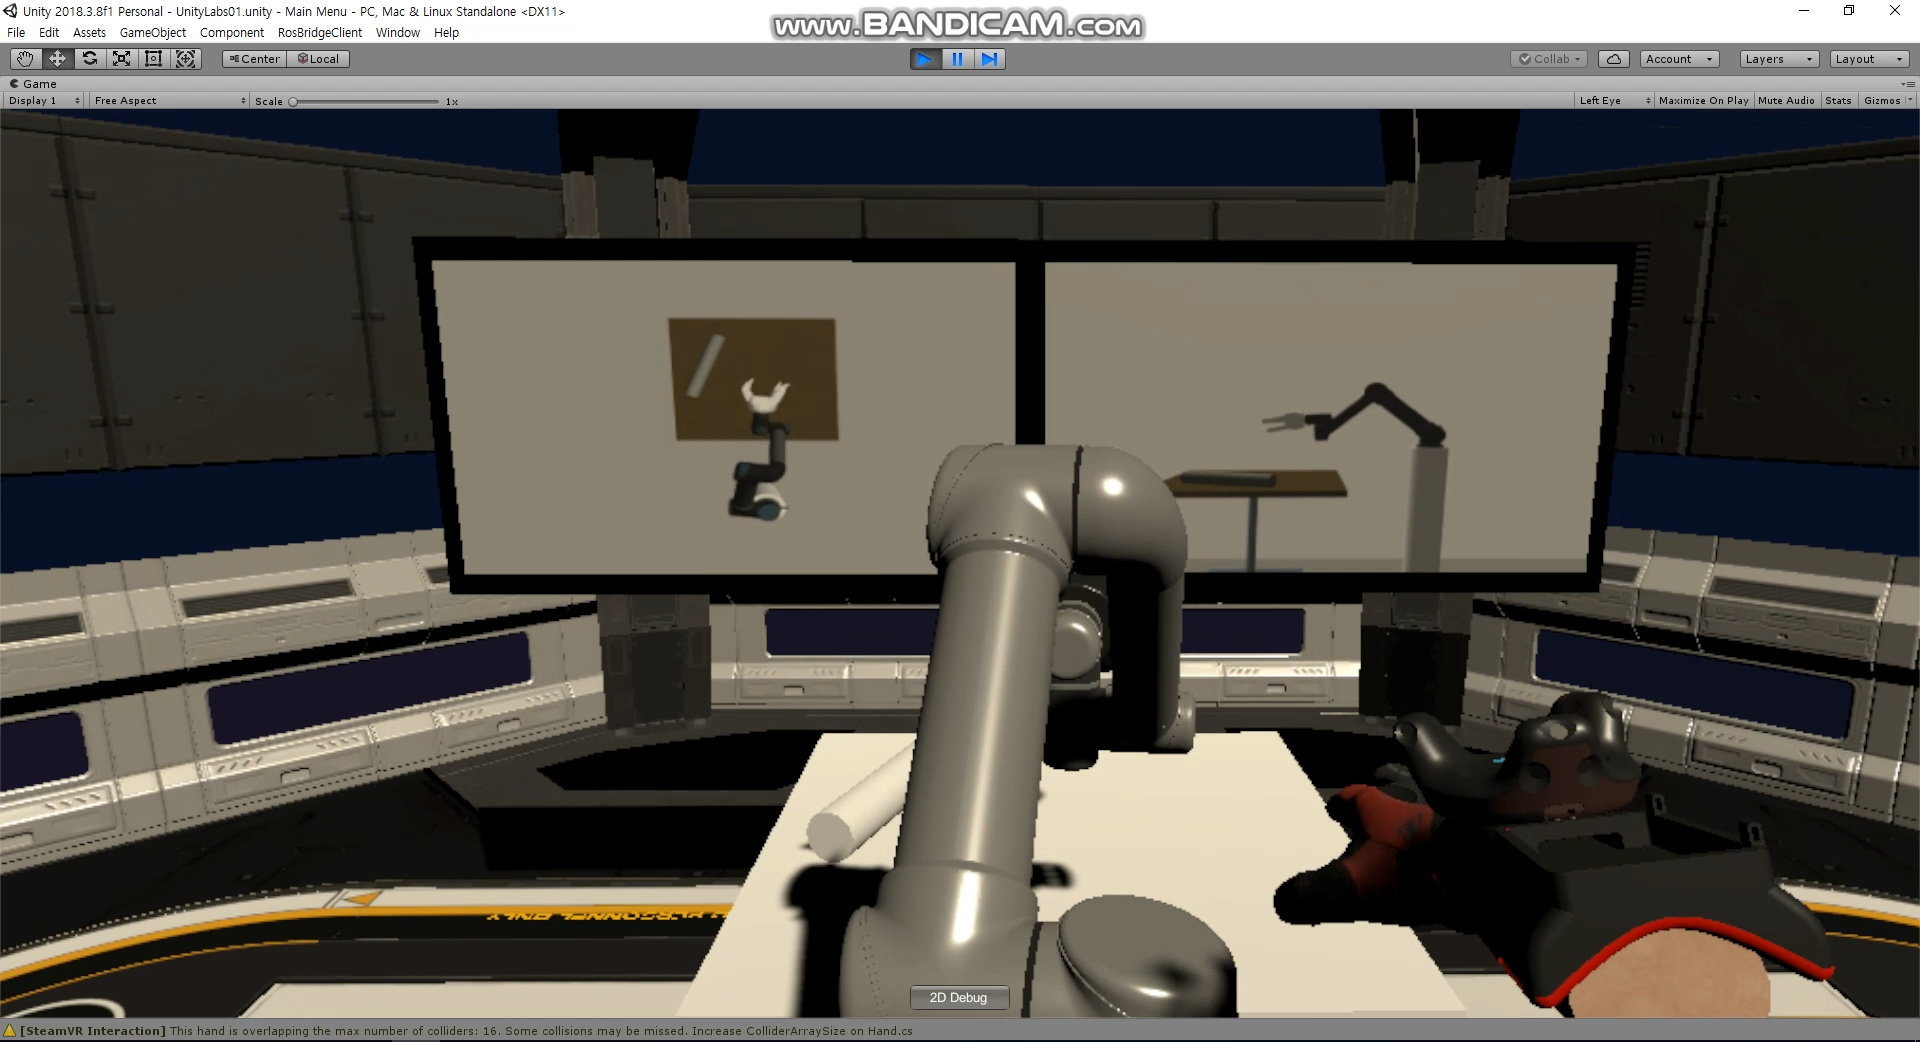 Unity 2018.3.8f1 Personal - UnityLabs01.unity - Main Menu - PC, Mac & Linux Standalone <DX11>
www.BANDICAM.com
File Edit Assets GameObject Component RosBridgeClient Window Help
Center Local Collab Account Layers Layout
Game
Display 1 Free Aspect Scale 1x Left Eye Maximize On Play Mute Audio Stats Gizmos
PERSONNEL ONLY
2D Debug
[SteamVR Interaction] This hand is overlapping the max number of colliders: 16. Some collisions may be missed. Increase ColliderArraySize on Hand.cs